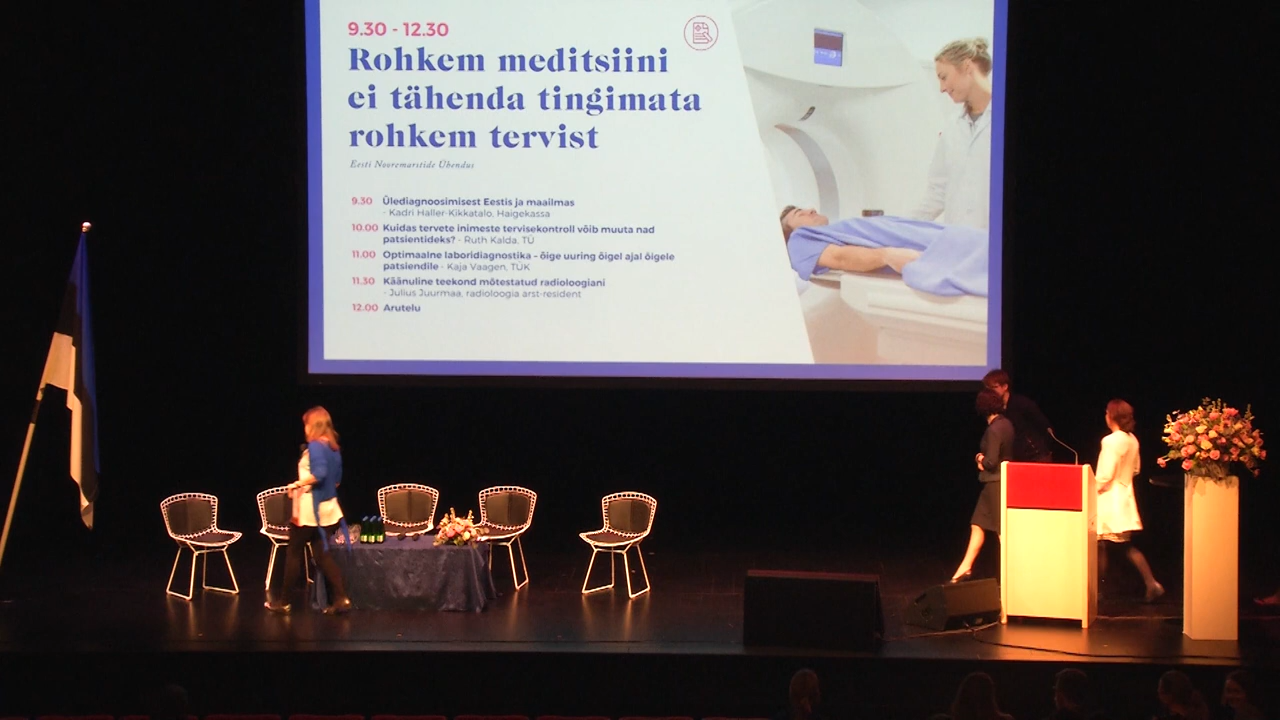 9.30 - 12.30
Rohkem meditsiini
ei tähenda tingimata
rohkem tervist
Eesti Nooremarstide Ühendus
9.30 Ülediagnoosimisest Eestis ja maailmas
- Kadri Haller-Kikkatalo, Haigekassa
10.00 Kuidas tervete inimeste tervisekontroll võib muuta nad
patsientideks? - Ruth Kalda, TÜ
11.00 Optimaalne laboridiagnostika - õige uuring õigel ajal õigele
patsiendile - Kaja Vaagen, TÜK
11.30 Käänuline teekond mõtestatud radioloogiani
- Julius Juurmaa, radioloogia arst-resident
12.00 Arutelu